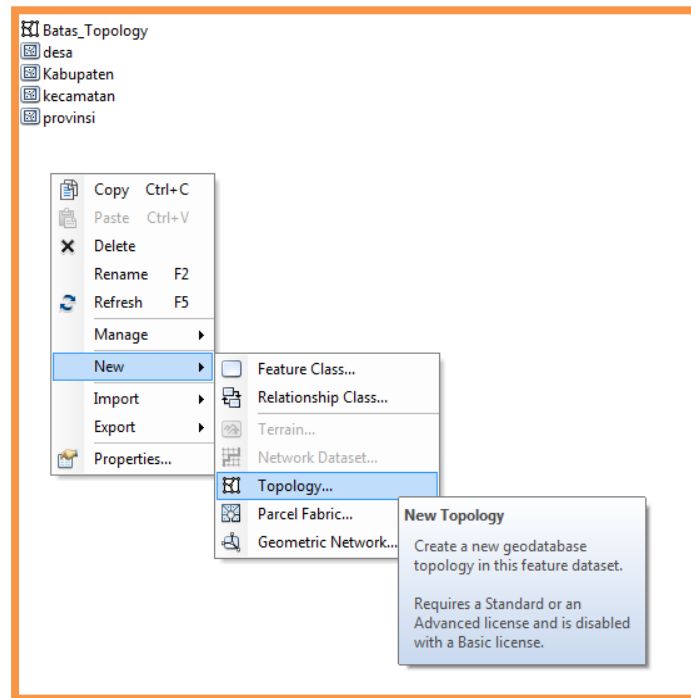 Batas_Topology
desa
Kabupaten
kecamatan
provinsi
Copy Ctrl+C
Paste Ctrl+V
Delete
Rename F2
Refresh F5
Manage
New
Import
Export
Properties...
Feature Class...
Relationship Class...
Terrain...
Network Dataset...
Topology...
Parcel Fabric...
Geometric Network...
New Topology
Create a new geodatabase
topology in this feature dataset.
Requires a Standard or an
Advanced license and is disabled
with a Basic license.